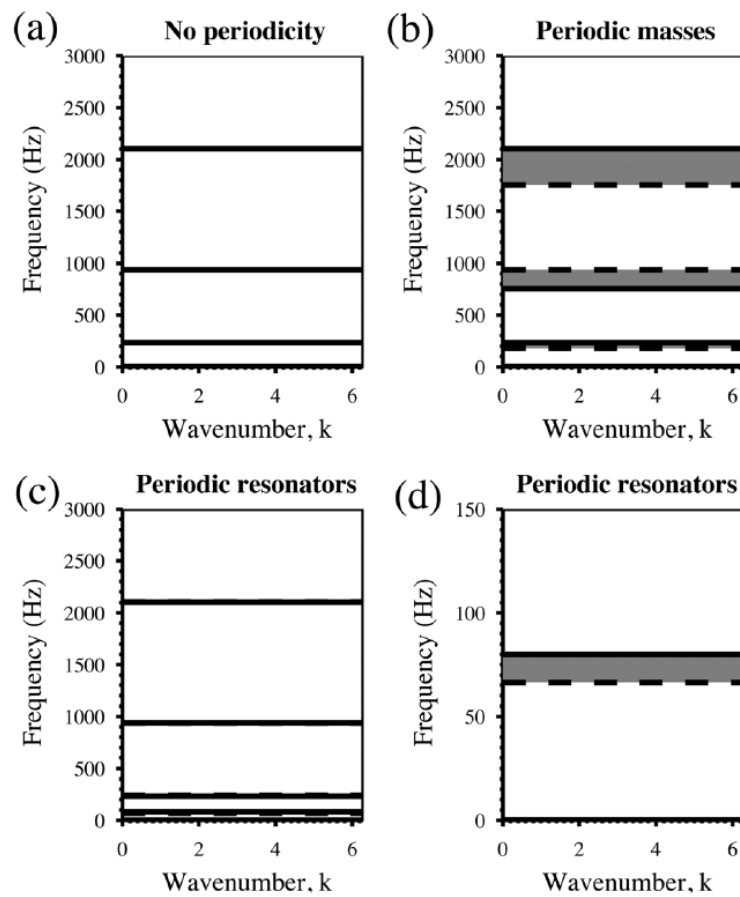 (a) No periodicity
3000
2500
2000
1500
1000
500
0
Frequency (Hz)
0 2 4 6
Wavenumber, k
(b) Periodic masses
3000
2500
2000
1500
1000
500
0
Frequency (Hz)
0 2 4 6
Wavenumber, k
(c) Periodic resonators
3000
2500
2000
1500
1000
500
0
Frequency (Hz)
0 2 4 6
Wavenumber, k
(d) Periodic resonators
150
100
50
0
Frequency (Hz)
0 2 4 6
Wavenumber, k